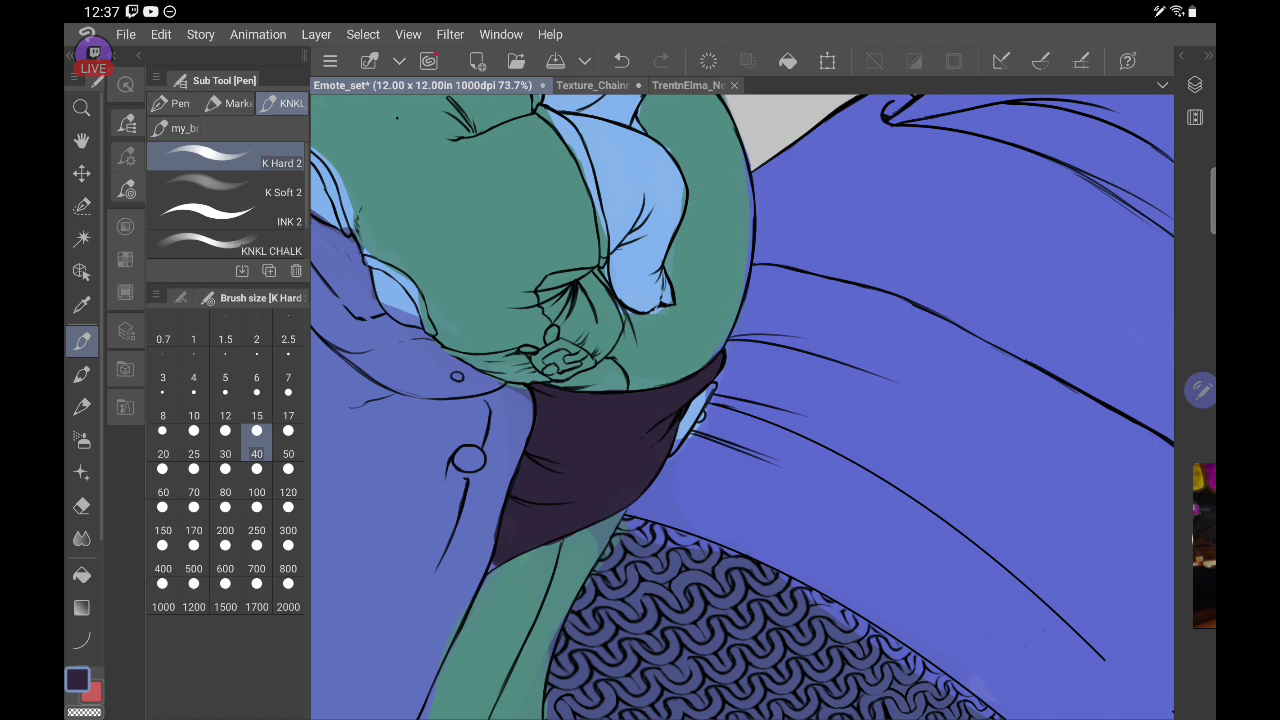 12:37
LIVE
File Edit Story Animation Layer Select View Filter Window Help
Sub Tool [Pen]
Emote_set* (12.00 x 12.00in 1000dpi 73.7%)
Texture_Chainr
TrentnElma_Nc
Pen Marke KNKL
my_br
K Hard 2
K Soft 2
INK 2
KNKL CHALK
Brush size [K Hard
0.7 1 1.5 2 2.5
3 4 5 6 7
8 10 12 15 17
20 25 30 40 50
60 70 80 100 120
150 170 200 250 300
400 500 600 700 800
1000 1200 1500 1700 2000